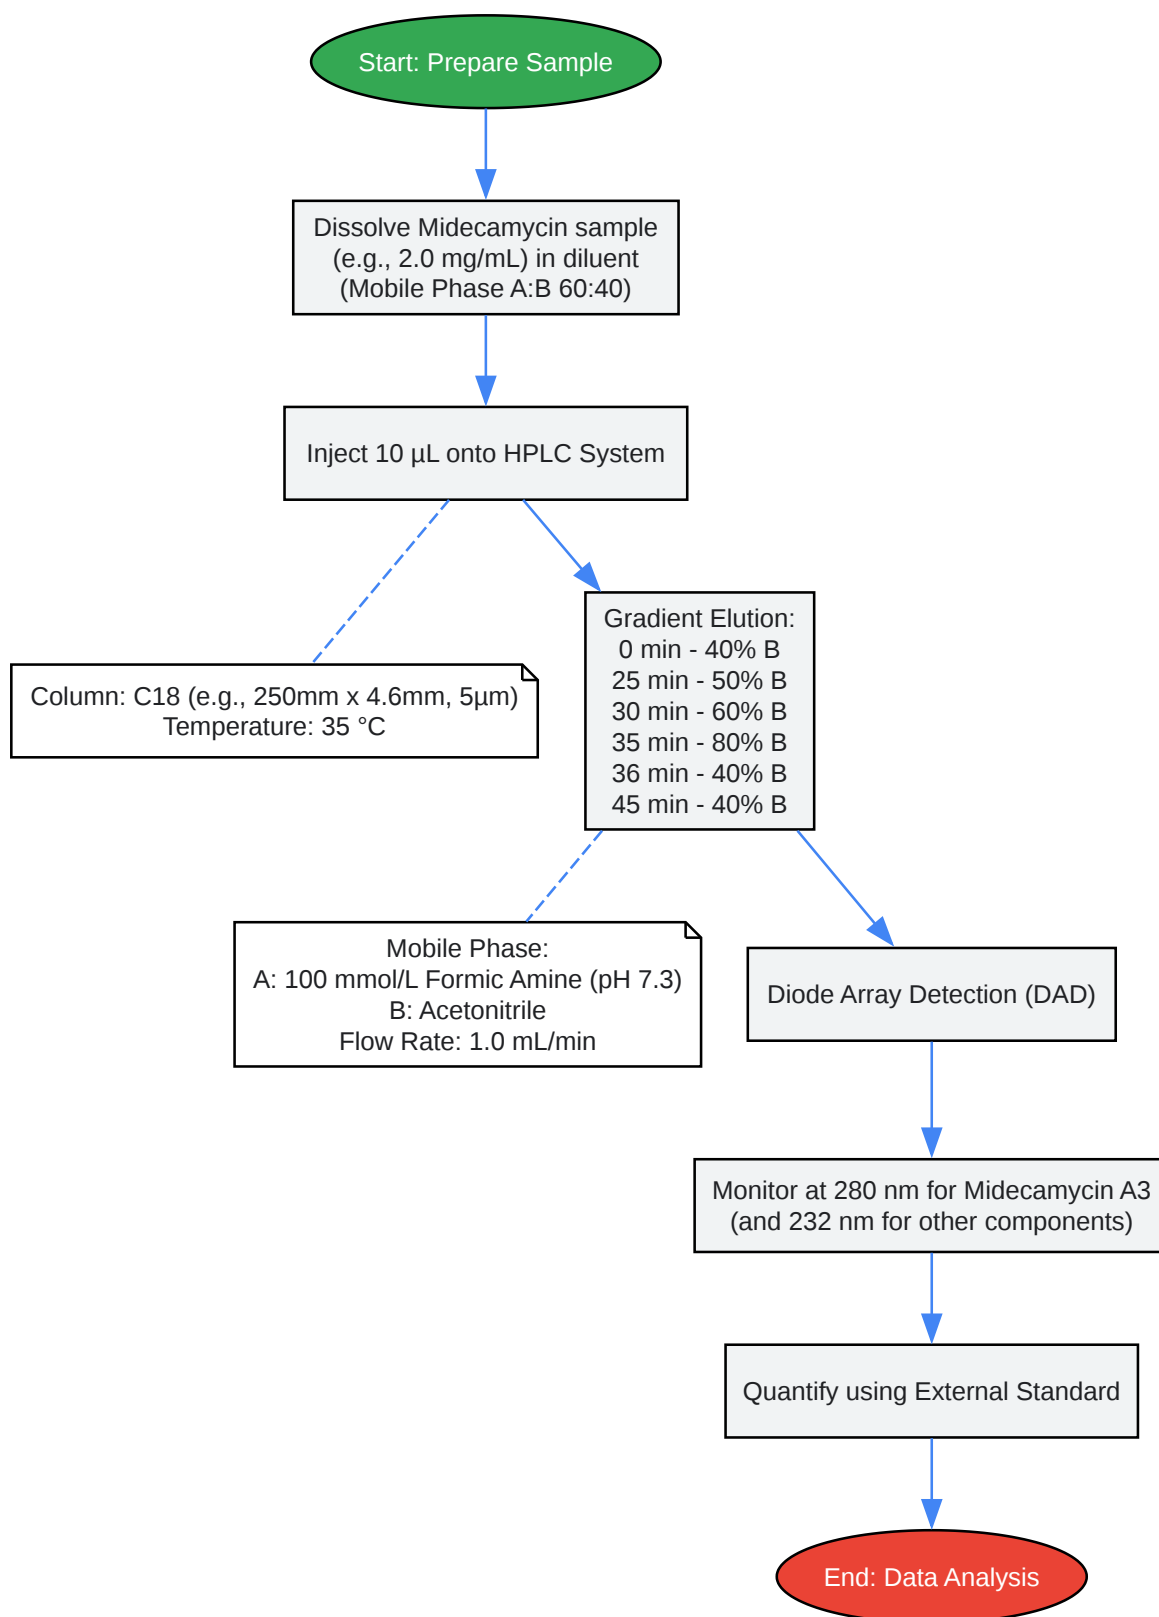 Start: Prepare Sample
Dissolve Midecamycin sample
(e.g., 2.0 mg/mL) in diluent
(Mobile Phase A:B 60:40)
Inject 10 µL onto HPLC System
Column: C18 (e.g., 250mm x 4.6mm, 5µm)
Temperature: 35 °C
Gradient Elution:
0 min - 40% B
25 min - 50% B
30 min - 60% B
35 min - 80% B
36 min - 40% B
45 min - 40% B
Mobile Phase:
A: 100 mmol/L Formic Amine (pH 7.3)
B: Acetonitrile
Flow Rate: 1.0 mL/min
Diode Array Detection (DAD)
Monitor at 280 nm for Midecamycin A3
(and 232 nm for other components)
Quantify using External Standard
End: Data Analysis